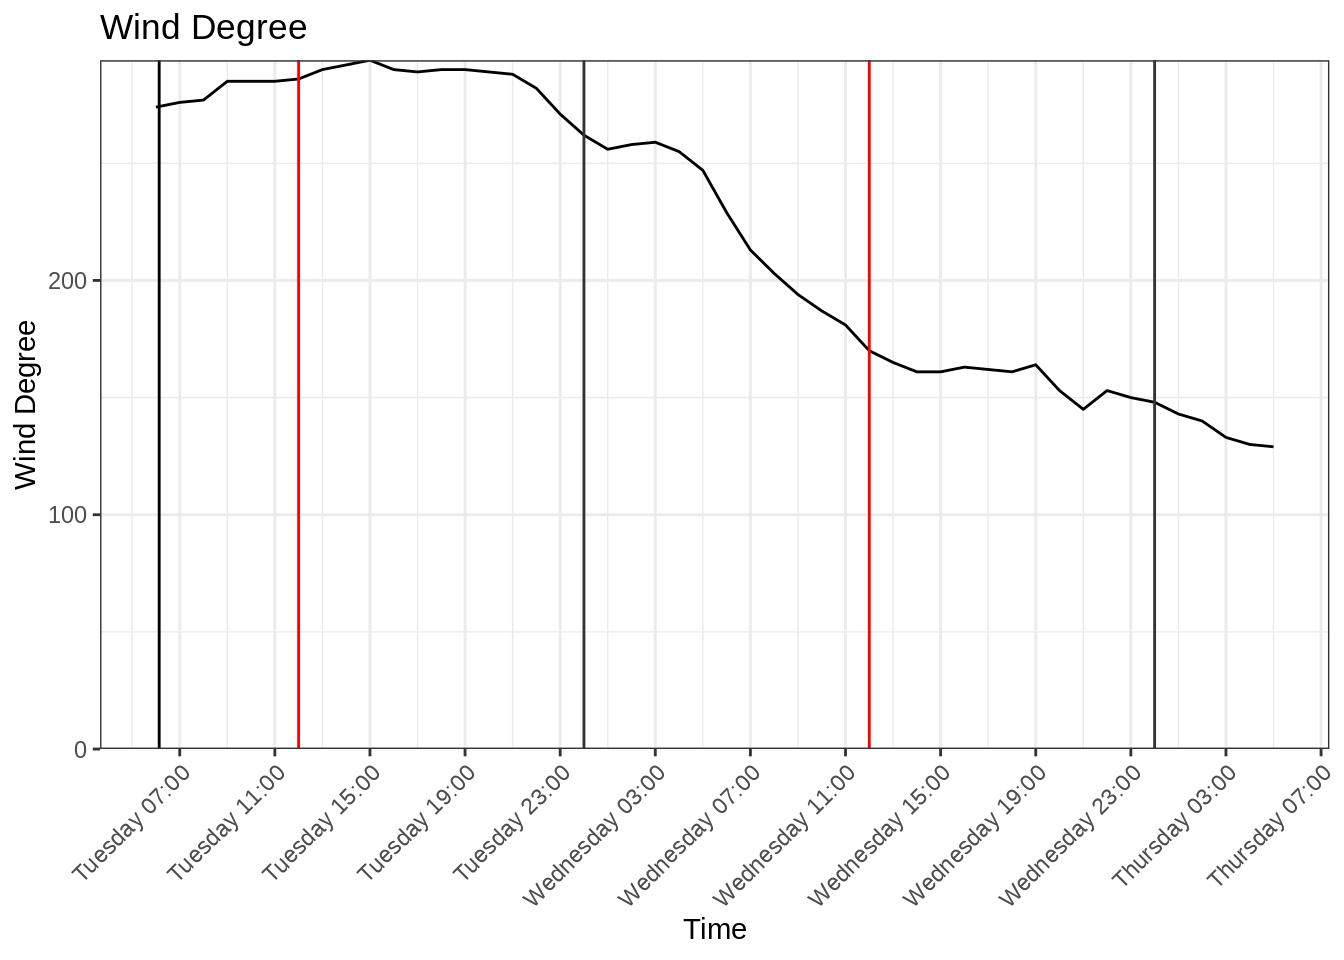 Wind Degree
Wind Degree
200
100
0
Tuesday 07:00
Tuesday 11:00
Tuesday 15:00
Tuesday 19:00
Tuesday 23:00
Wednesday 03:00
Wednesday 07:00
Wednesday 11:00
Wednesday 15:00
Wednesday 19:00
Wednesday 23:00
Thursday 03:00
Thursday 07:00
Time